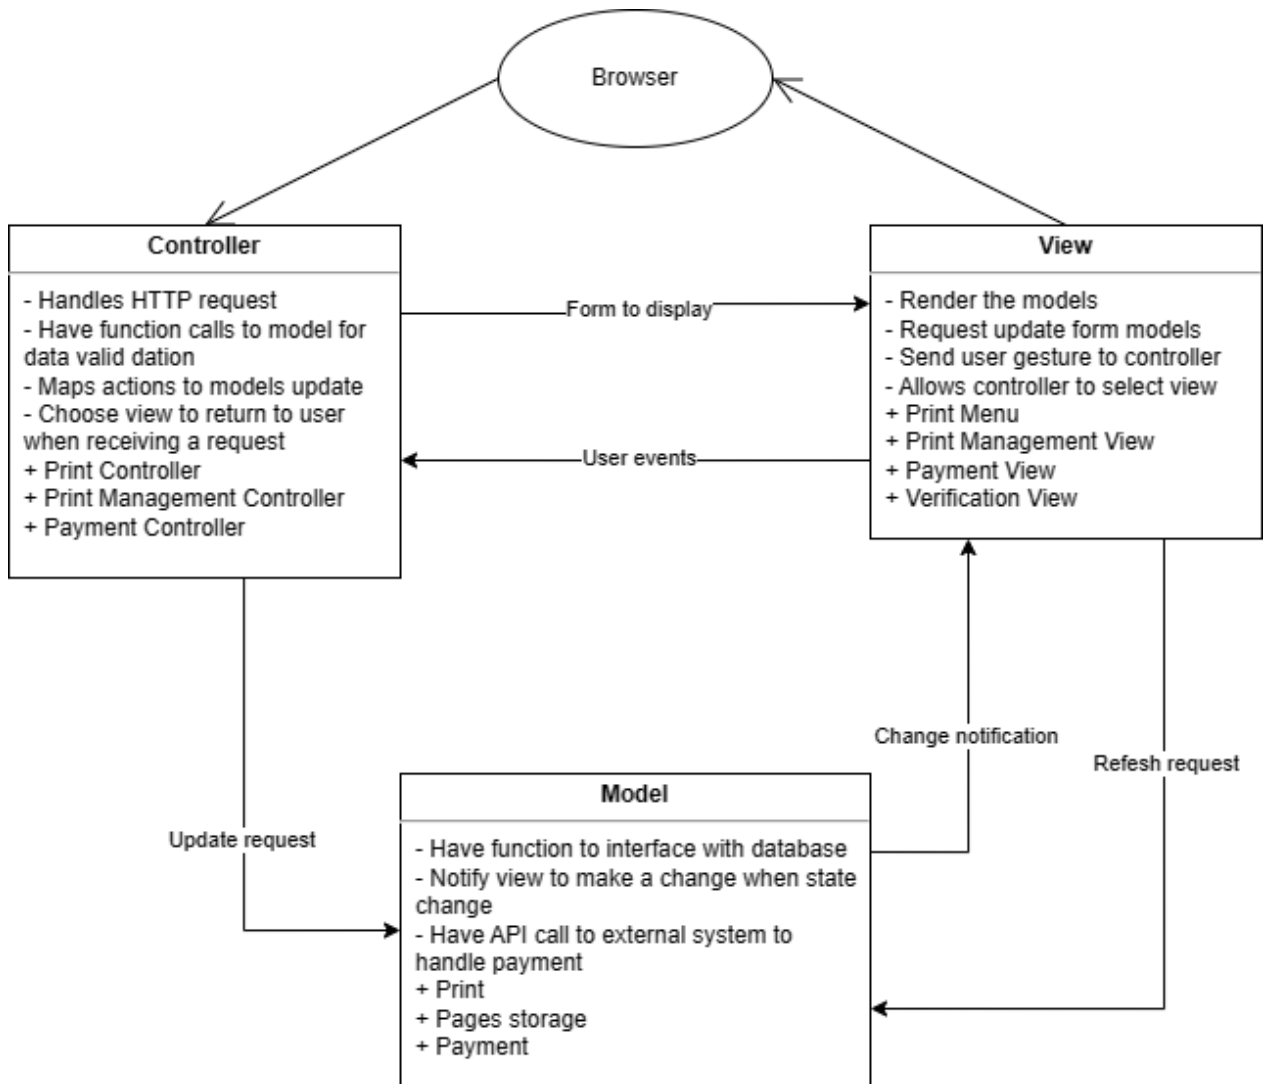 Browser
Controller
- Handles HTTP request
- Have function calls to model for
data valid dation
- Maps actions to models update
- Choose view to return to user
when receiving a request
+ Print Controller
+ Print Management Controller
+ Payment Controller
Form to display
User events
View
- Render the models
- Request update form models
- Send user gesture to controller
- Allows controller to select view
+ Print Menu
+ Print Management View
+ Payment View
+ Verification View
Change notification
Refesh request
Update request
Model
- Have function to interface with database
- Notify view to make a change when state
change
- Have API call to external system to
handle payment
+ Print
+ Pages storage
+ Payment